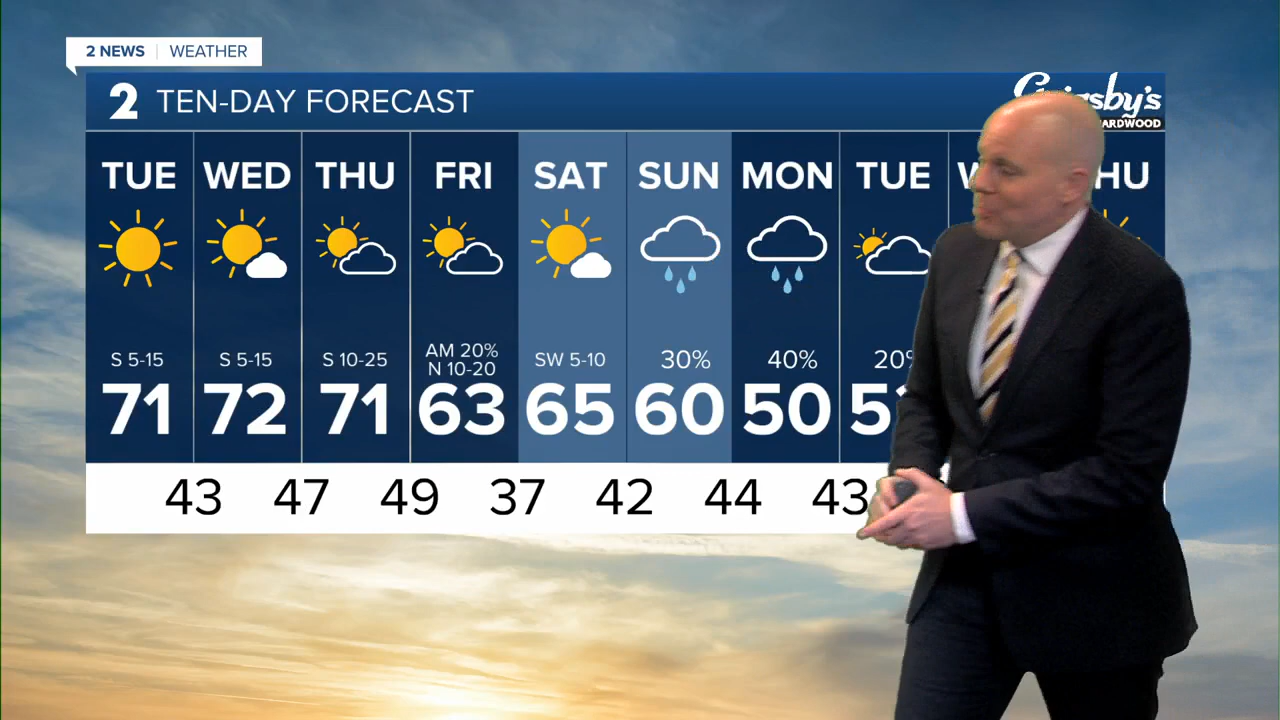 2 NEWS | WEATHER
2 TEN-DAY FORECAST
TUE WED THU FRI SAT SUN MON TUE
S 5-15 S 5-15 S 10-25 AM 20% N 10-20 SW 5-10 30% 40%
71 72 71 63 65 60 50
43 47 49 37 42 44 43